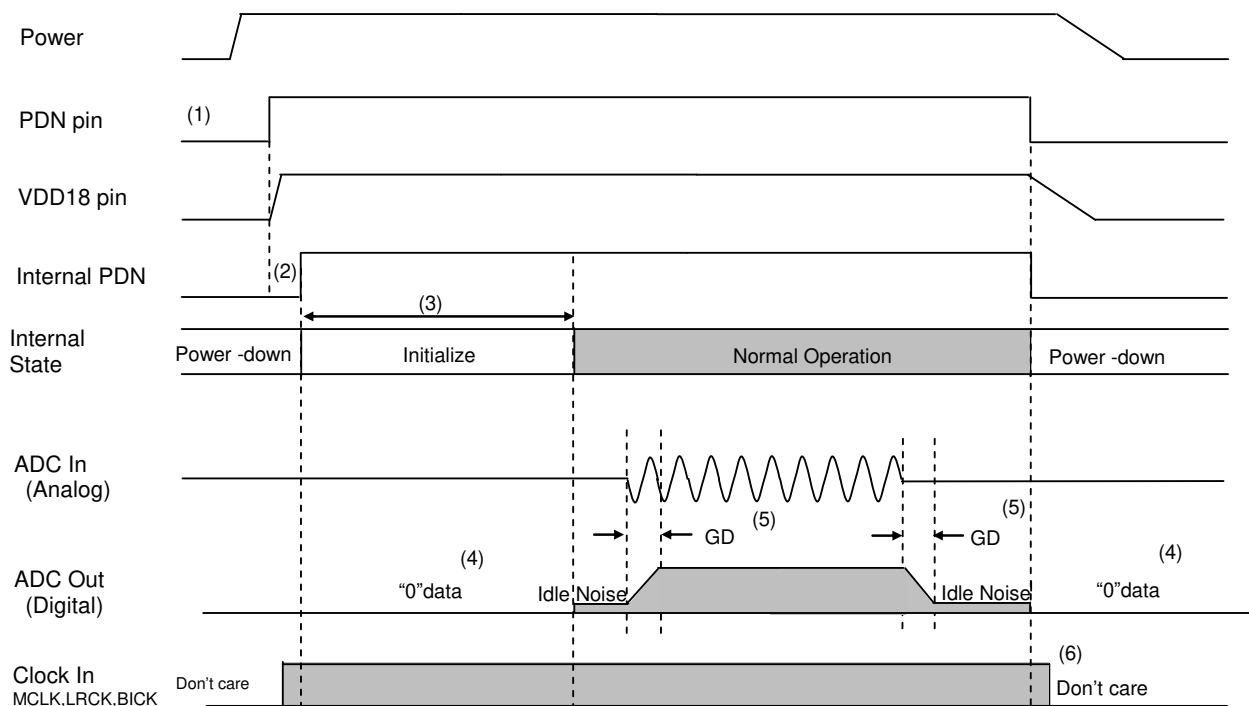 Power
PDN pin
(1)
VDD18 pin
Internal PDN
(2)
(3)
Internal
State
Power -down
Initialize
Normal Operation
Power -down
ADC In
(Analog)
(5)
GD
(5)
GD
ADC Out
(Digital)
(4)
“0”data
Idle Noise
Idle Noise
(4)
“0”data
Clock In
MCLK,LRCK,BICK
Don’t care
(6)
Don’t care